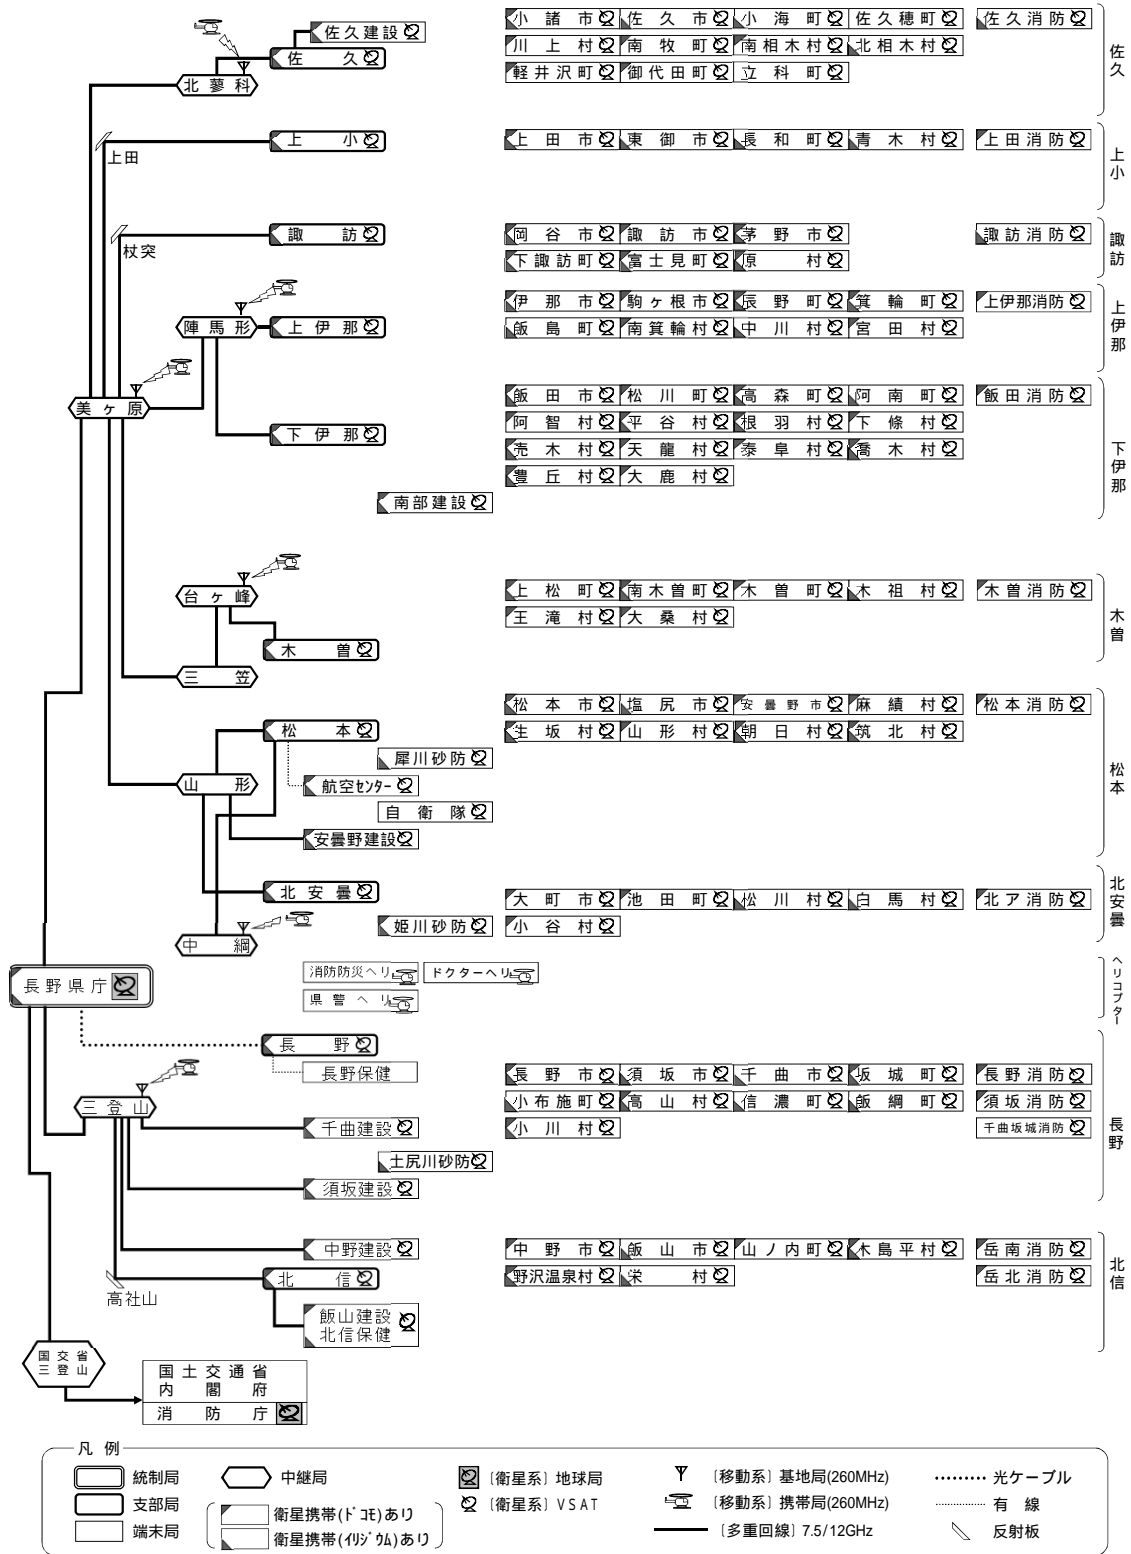 佐久建設
佐久
北蓼科
小諸市 佐久市 小海町 佐久穂町 佐久消防
川上村 南牧町 南相木村 北相木村
軽井沢町 御代田町 立科町
佐久
上田
上小
上田市 東御市 長和町 青木村 上田消防
上小
杖突
諏訪
岡谷市 諏訪市 茅野市 諏訪消防
下諏訪町 富士見町 原村
諏訪
陣馬形
上伊那
伊那市 駒ヶ根市 辰野町 箕輪町 上伊那消防
飯島町 南箕輪村 中川村 宮田村
上伊那
美ヶ原
下伊那
飯田市 松川町 高森町 阿南町 飯田消防
阿智村 平谷村 根羽村 下條村
売木村 天龍村 泰阜村 喬木村
豊丘村 大鹿村
南部建設
下伊那
台ヶ峰
木曽
三笠
上松町 南木曽町 木曽町 木祖村 木曽消防
王滝村 大桑村
木曽
松本
山形
犀川砂防
航空センター
自衛隊
安曇野建設
松本市 塩尻市 安曇野市 麻績村 松本消防
生坂村 山形村 朝日村 筑北村
松本
北安曇
中綱
姫川砂防
大町市 池田町 松川村 白馬村 北ア消防
小谷村
北安曇
長野県庁
消防防災ヘリ ドクターヘリ
県警ヘリ
ヘリコプター
長野
長野保健
三登山
千曲建設
土尻川砂防
須坂建設
長野市 須坂市 千曲市 坂城町 長野消防
小布施町 高山村 信濃町 飯綱町 須坂消防
小川村 千曲坂城消防
長野
中野建設
北信
高社山
飯山建設
北信保健
中野市 飯山市 山ノ内町 木島平村 岳南消防
野沢温泉村 栄村 岳北消防
北信
国交省
三登山
国土交通省
内閣府
消防庁
凡例
統制局
支部局
端末局
中継局
衛星携帯(ドコモ)あり
衛星携帯(イリジウム)あり
〔衛星系〕地球局
〔衛星系〕VSAT
〔移動系〕基地局(260MHz)
〔移動系〕携帯局(260MHz)
〔多重回線〕7.5/12GHz
光ケーブル
有線
反射板